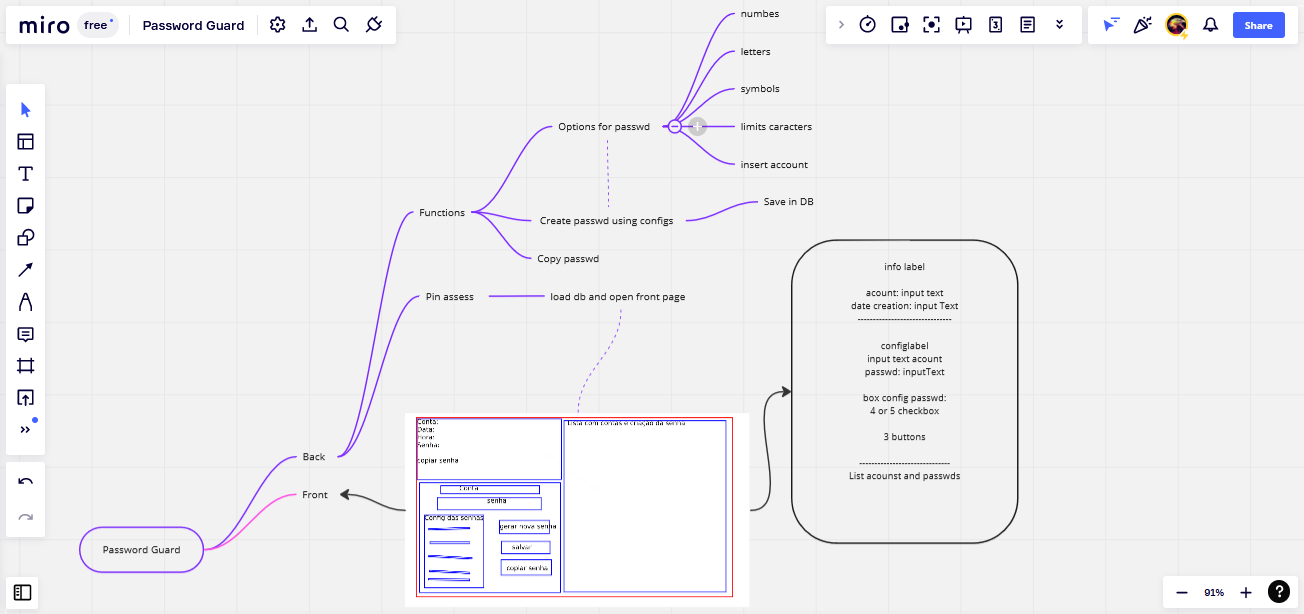 miro free
Password Guard
3
Share
numbes
letters
symbols
Options for passwd
limits caracters
insert account
Save in DB
Functions
Create passwd using configs
Copy passwd
Pin assess
load db and open front page
info label
acount: input text
date creation: input Text
-------------------------------
configlabel
input text acount
passwd: inputText
box config passwd:
4 or 5 checkbox
3 buttons
------------------------------
List acounst and passwds
Conta:
Data:
Hora:
Senha:
copiar senha
Lista com contas e criação da senha
Conta
senha
Config das senhas
gerar nova senha
salvar
copiar senha
Back
Front
Password Guard
91%
?